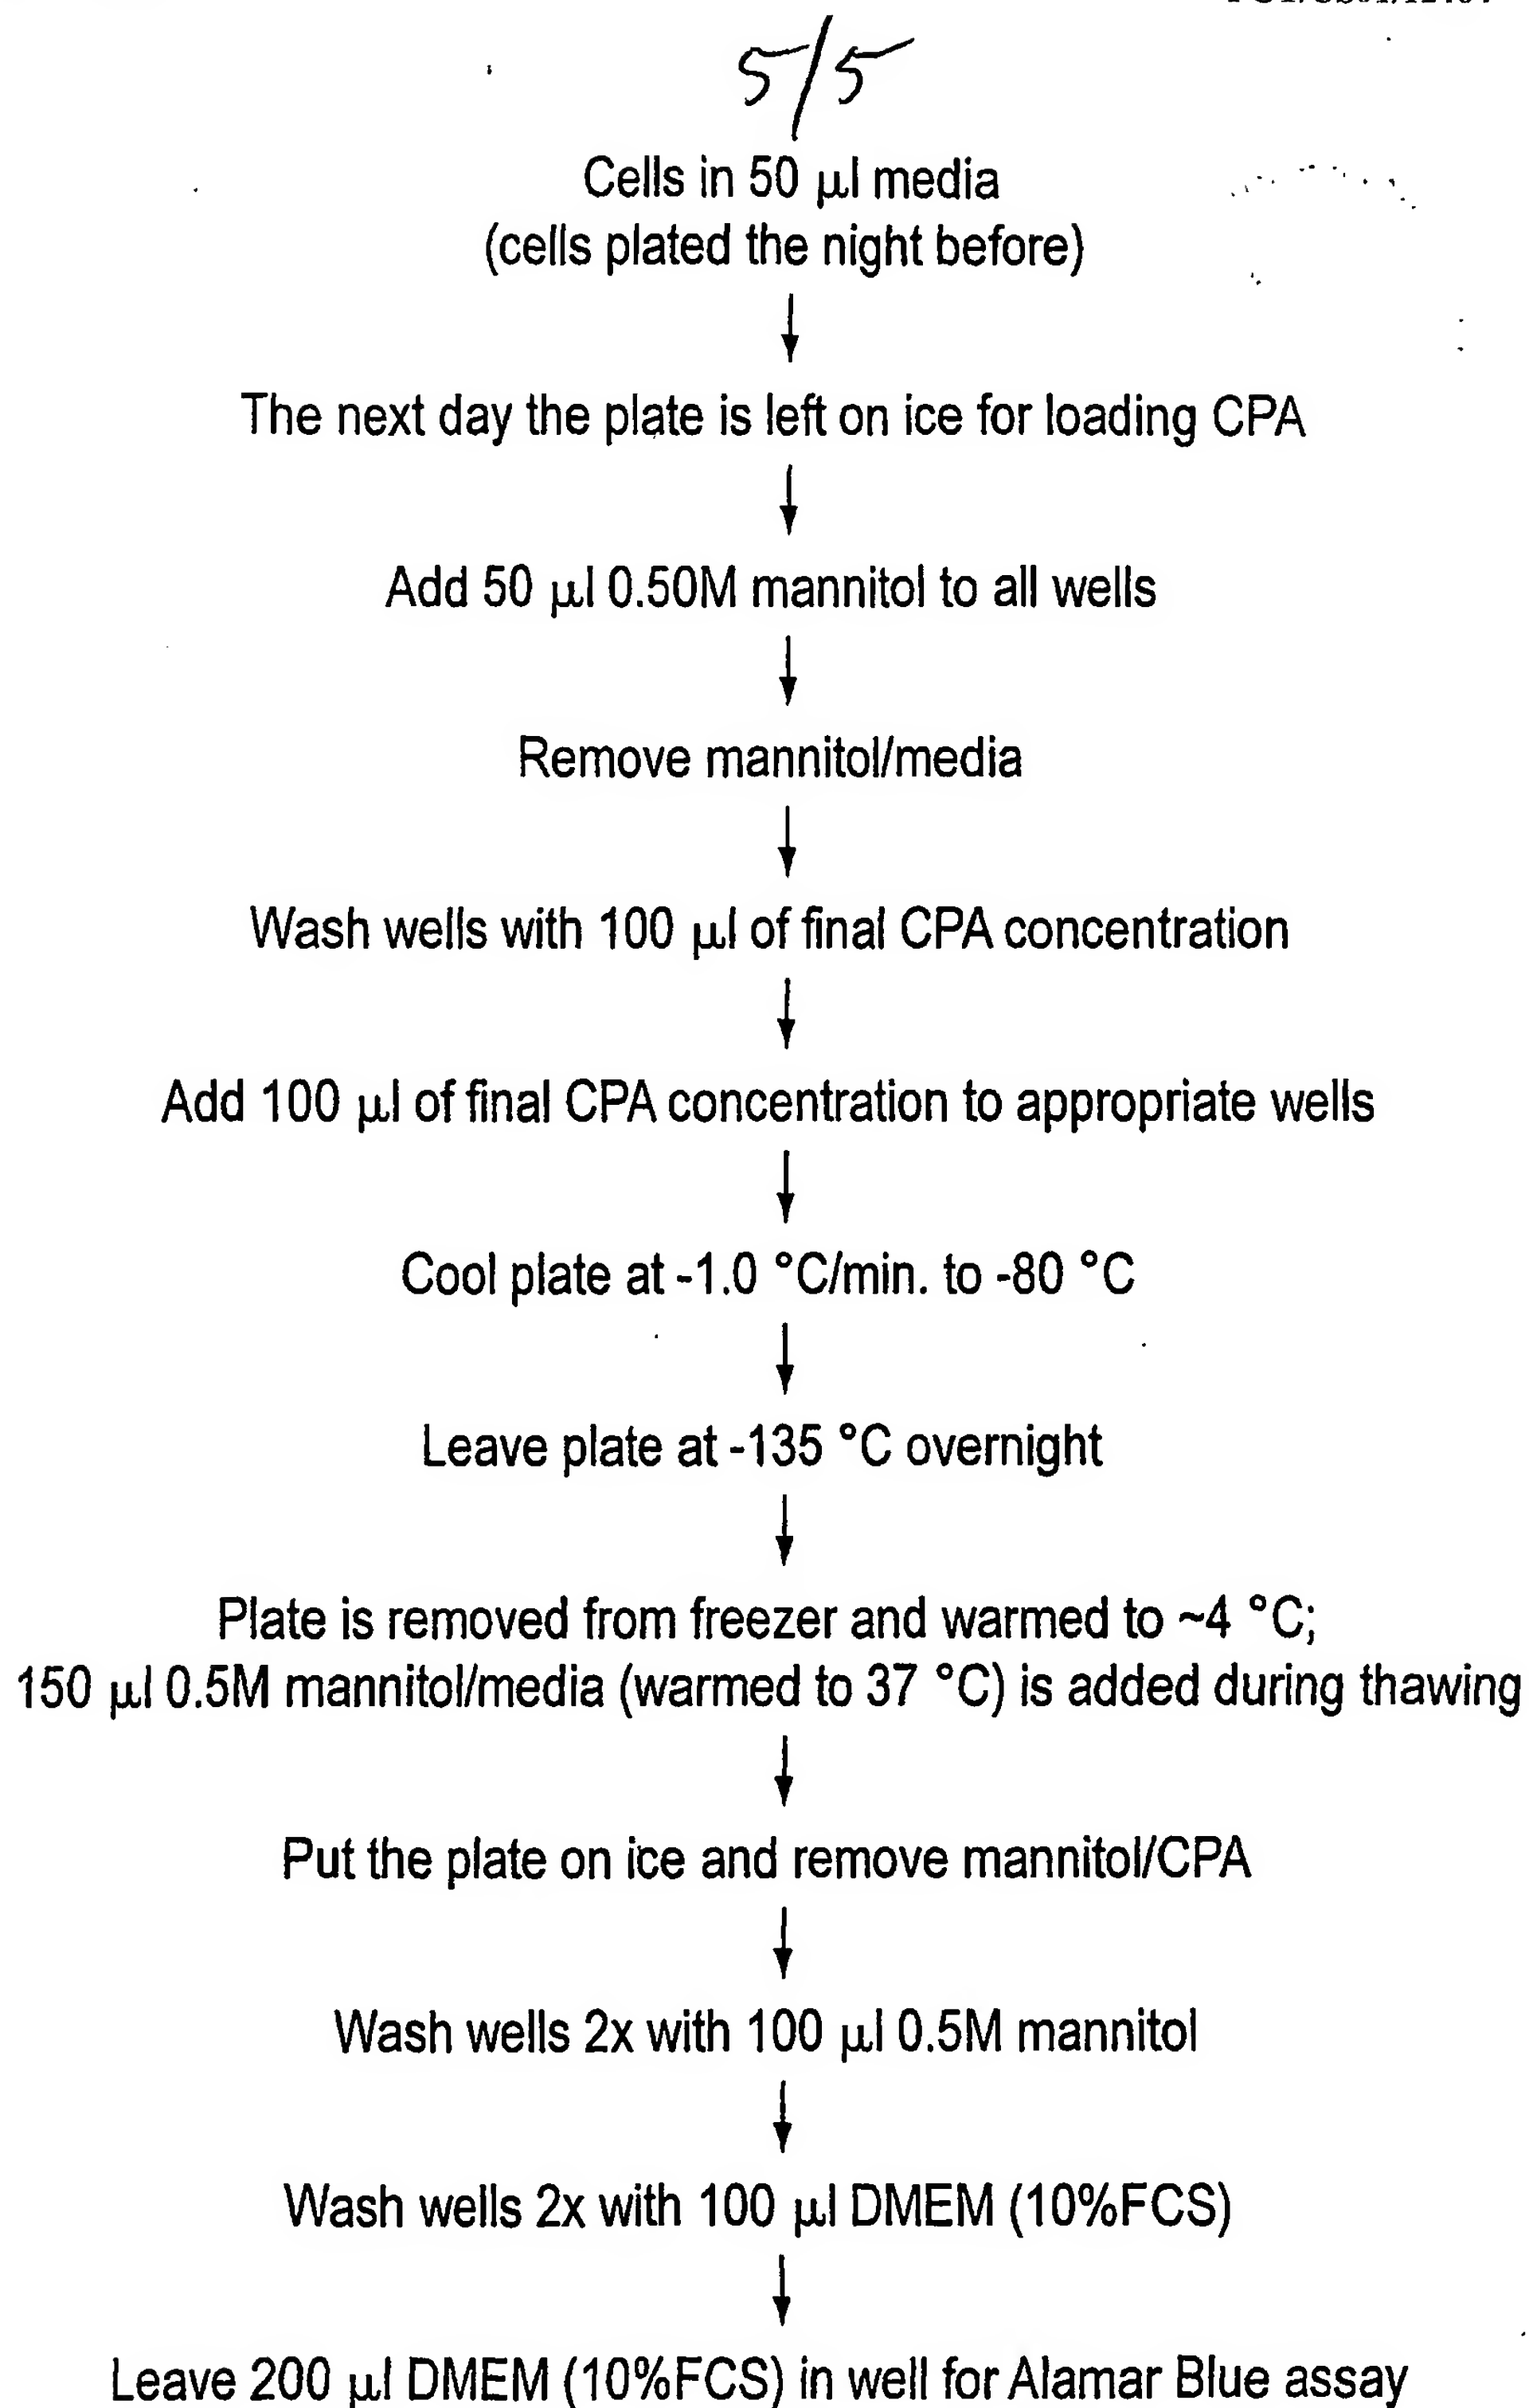 5/5
Cells in 50 µl media
(cells plated the night before)
The next day the plate is left on ice for loading CPA
Add 50 µl 0.50M mannitol to all wells
Remove mannitol/media
Wash wells with 100 µl of final CPA concentration
Add 100 µl of final CPA concentration to appropriate wells
Cool plate at -1.0 °C/min. to -80 °C
Leave plate at -135 °C overnight
Plate is removed from freezer and warmed to ~4 °C;
150 µl 0.5M mannitol/media (warmed to 37 °C) is added during thawing
Put the plate on ice and remove mannitol/CPA
Wash wells 2x with 100 µl 0.5M mannitol
Wash wells 2x with 100 µl DMEM (10%FCS)
Leave 200 µl DMEM (10%FCS) in well for Alamar Blue assay